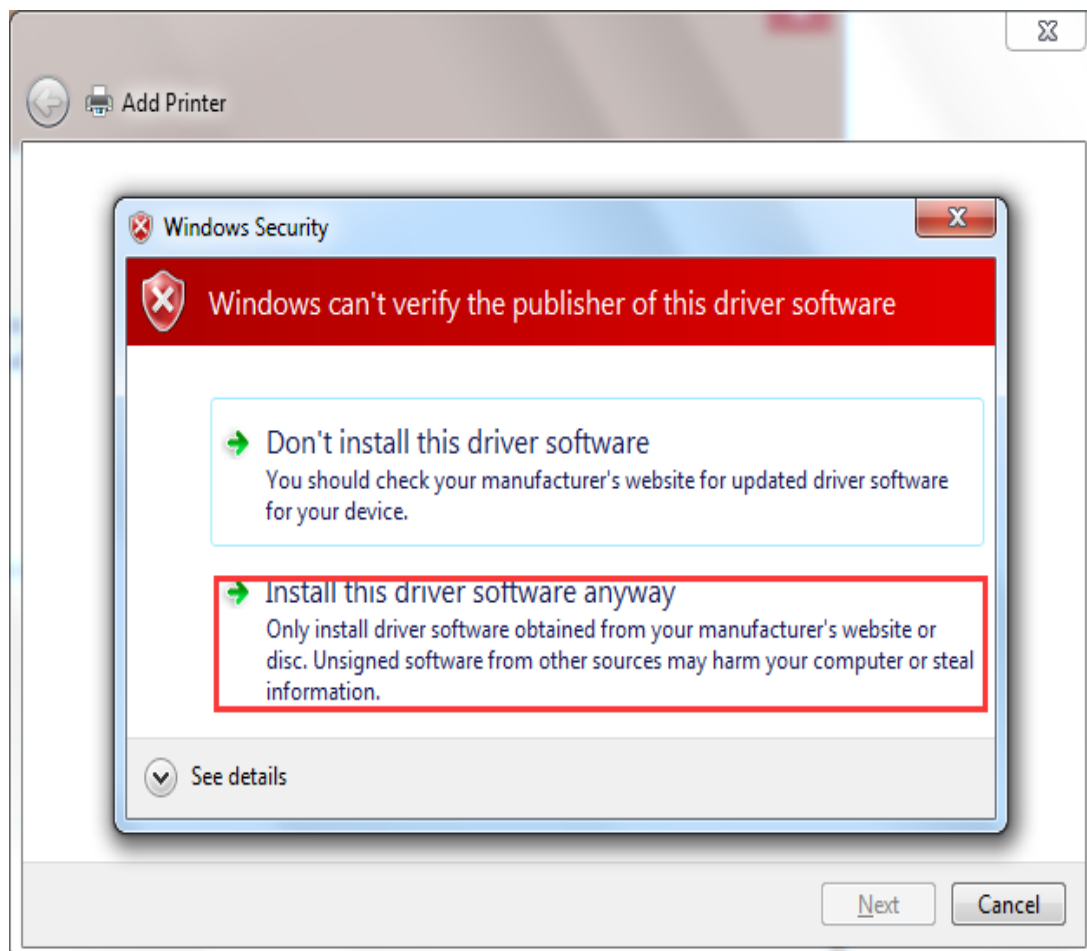 Add Printer
Windows Security
Windows can't verify the publisher of this driver software
Don't install this driver software
You should check your manufacturer's website for updated driver software
for your device.
Install this driver software anyway
Only install driver software obtained from your manufacturer's website or
disc. Unsigned software from other sources may harm your computer or steal
information.
See details
Next
Cancel